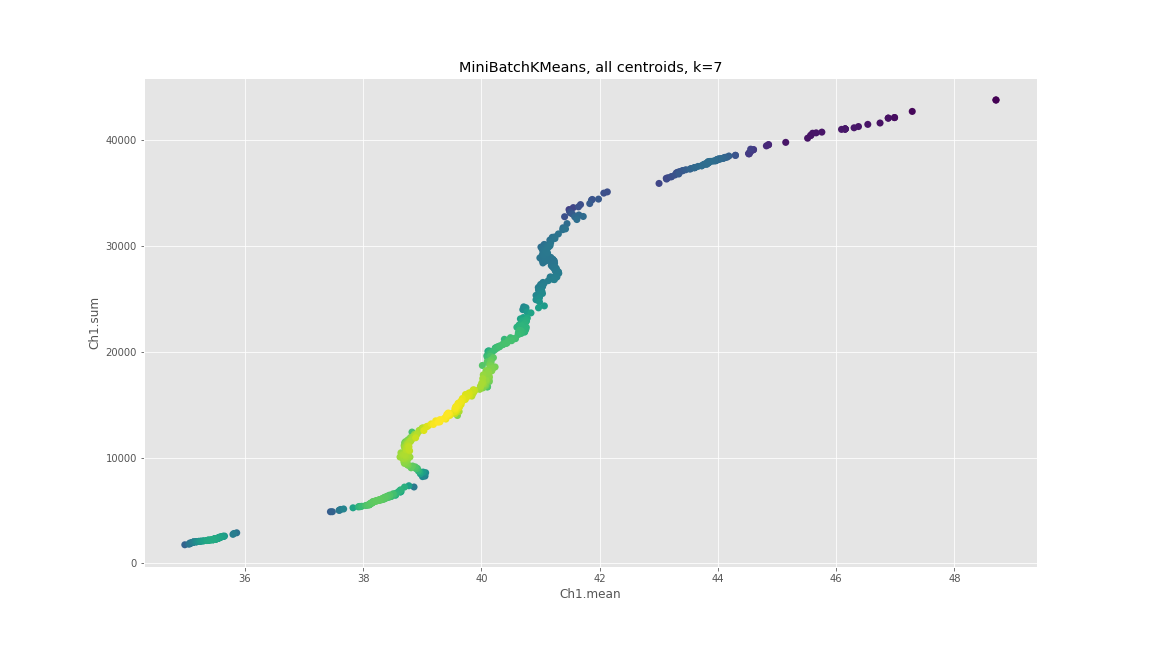 MiniBatchKMeans, all centroids, k=7
40000
30000
20000
10000
0
Ch1.sum
36 38 40 42 44 46 48
Ch1.mean